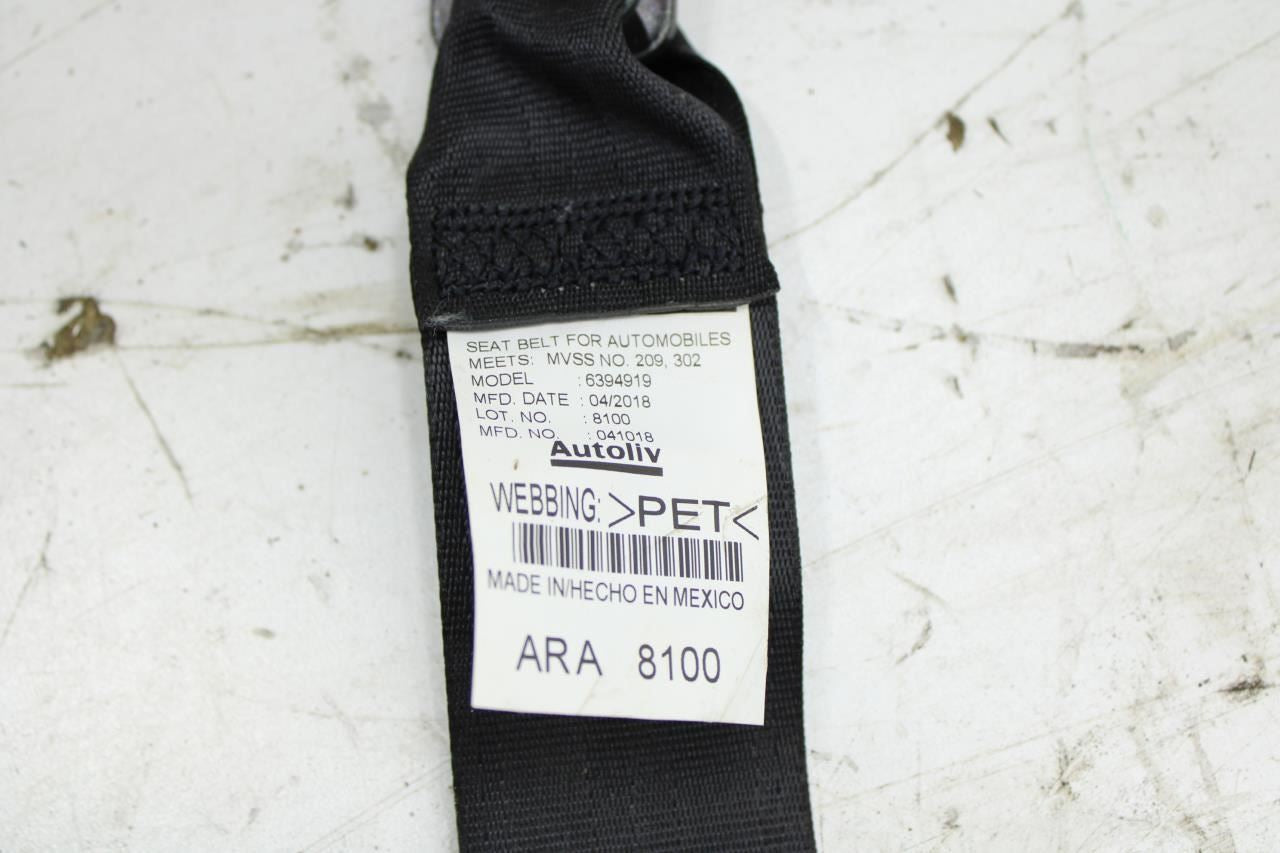 SEAT BELT FOR AUTOMOBILES
MEETS: MVSS NO. 209, 302
MODEL : 6394919
MFD. DATE : 04/2018
LOT. NO. : 8100
MFD. NO. : 041018
Autoliv
WEBBING: >PET<
MADE IN/HECHO EN MEXICO
ARA 8100